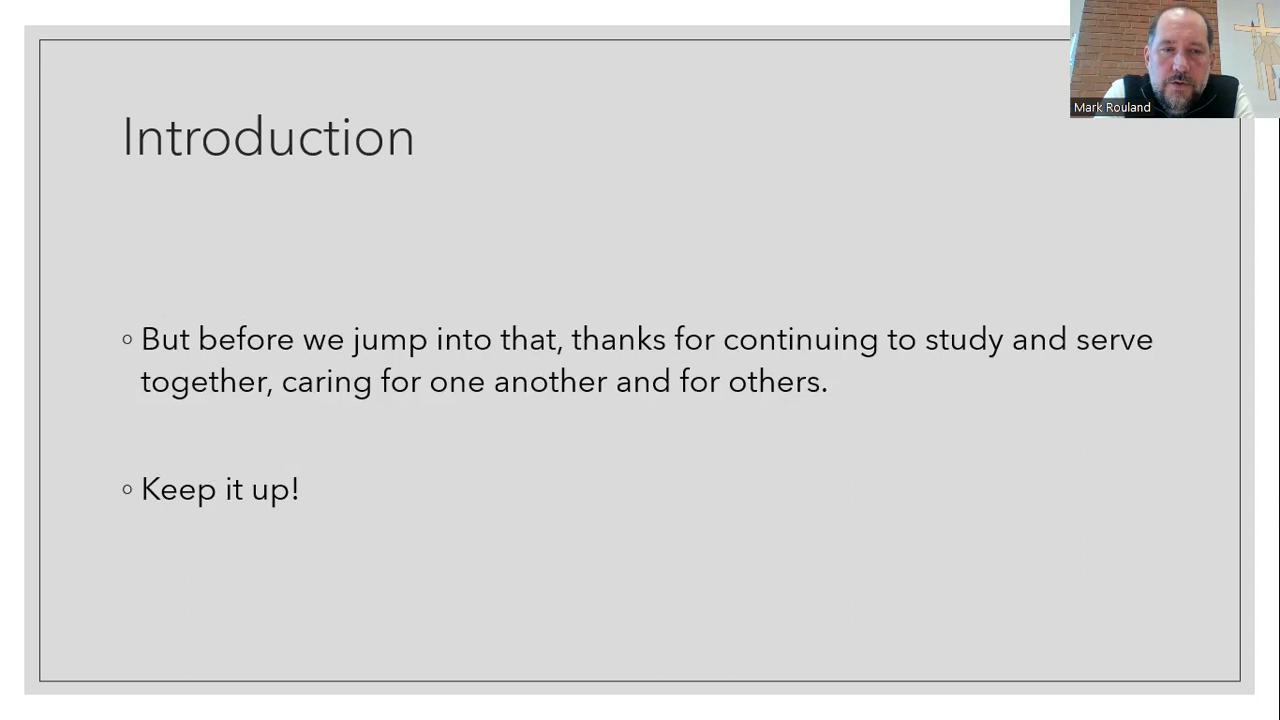 Introduction
Mark Rouland
◦ But before we jump into that, thanks for continuing to study and serve
together, caring for one another and for others.
◦ Keep it up!